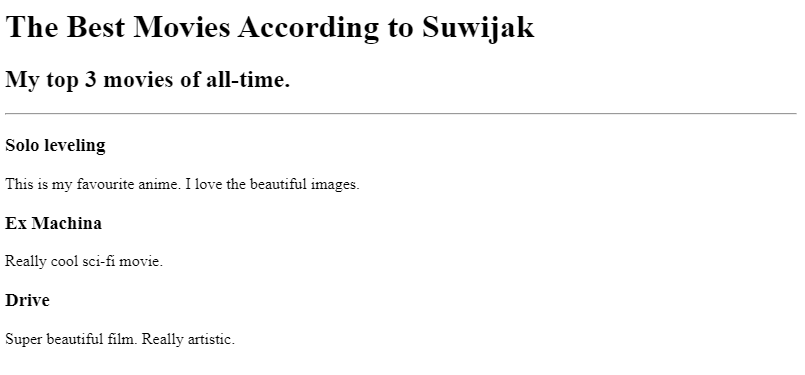 The Best Movies According to Suwijak
My top 3 movies of all-time.
Solo leveling
This is my favourite anime. I love the beautiful images.
Ex Machina
Really cool sci-fi movie.
Drive
Super beautiful film. Really artistic.